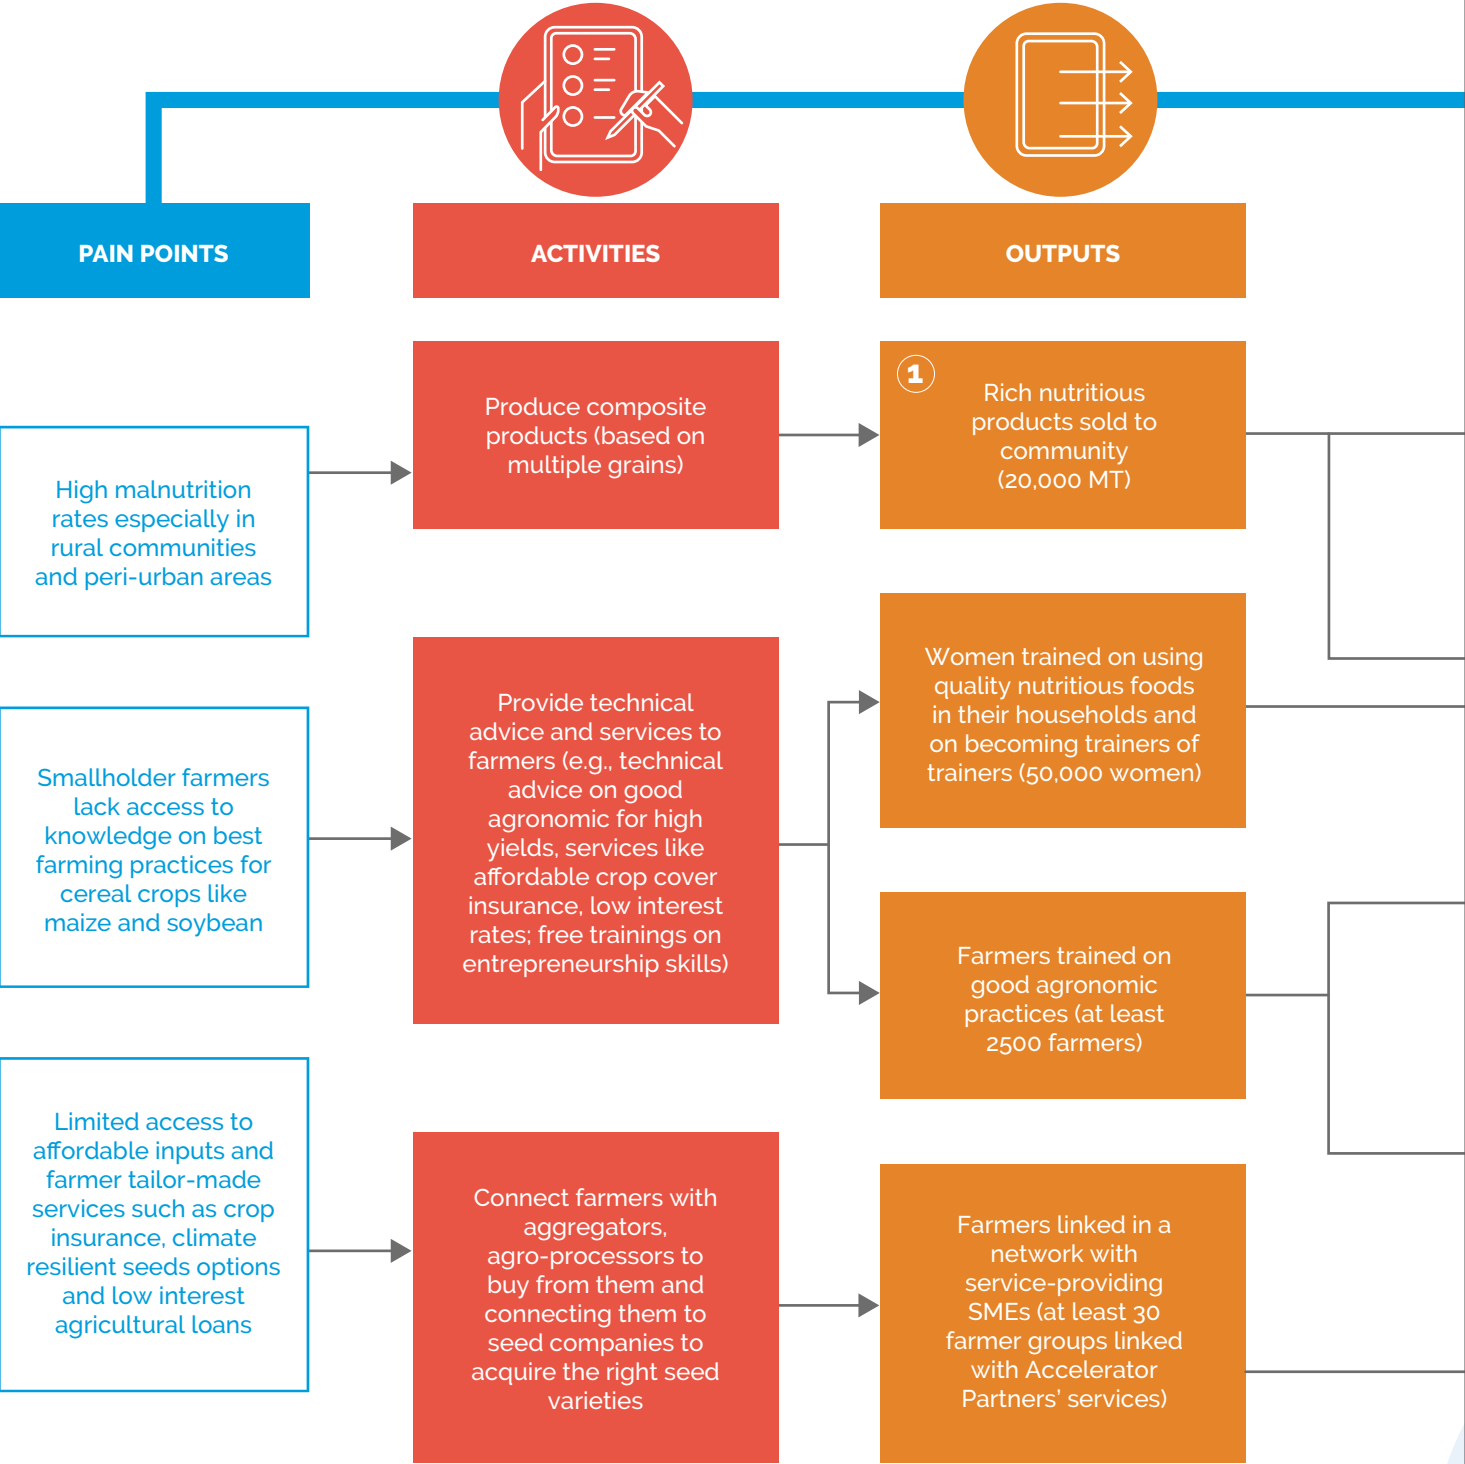 PAIN POINTS
ACTIVITIES
OUTPUTS
High malnutrition
rates especially in
rural communities
and peri-urban areas
Produce composite
products (based on
multiple grains)
1
Rich nutritious
products sold to
community
(20,000 MT)
Smallholder farmers
lack access to
knowledge on best
farming practices for
cereal crops like
maize and soybean
Provide technical
advice and services to
farmers (e.g., technical
advice on good
agronomic for high
yields, services like
affordable crop cover
insurance, low interest
rates; free trainings on
entrepreneurship skills)
Women trained on using
quality nutritious foods
in their households and
on becoming trainers of
trainers (50,000 women)
Farmers trained on
good agronomic
practices (at least
2500 farmers)
Limited access to
affordable inputs and
farmer tailor-made
services such as crop
insurance, climate
resilient seeds options
and low interest
agricultural loans
Connect farmers with
aggregators,
agro-processors to
buy from them and
connecting them to
seed companies to
acquire the right seed
varieties
Farmers linked in a
network with
service-providing
SMEs (at least 30
farmer groups linked
with Accelerator
Partners’ services)